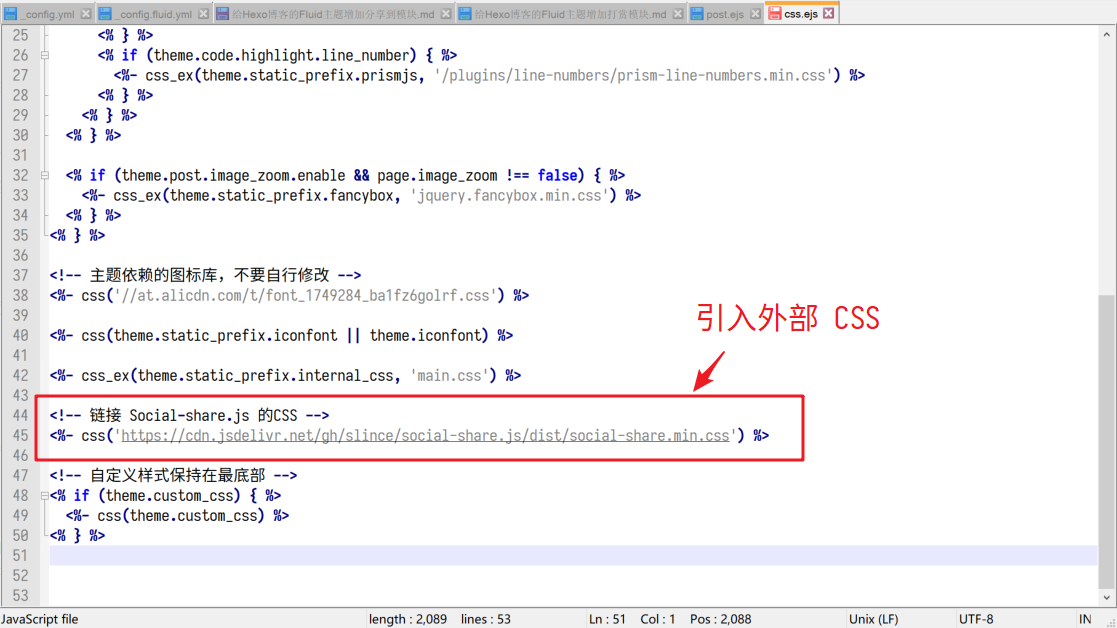 _config.yml
_config.fluid.yml
给Hexo博客的Fluid主题增加分享到模块.md
给Hexo博客的Fluid主题增加打赏模块.md
post.ejs
css.ejs
25 <% } %>
26 <% if (theme.code.highlight.line_number) { %>
27 <%- css_ex(theme.static_prefix.prismjs, '/plugins/line-numbers/prism-line-numbers.min.css') %>
28 <% } %>
29 <% } %>
30 <% } %>
31
32 <% if (theme.post.image_zoom.enable && page.image_zoom !== false) { %>
33 <%- css_ex(theme.static_prefix.fancybox, 'jquery.fancybox.min.css') %>
34 <% } %>
35 <% } %>
36
37 <!-- 主题依赖的图标库，不要自行修改 -->
38 <%- css('//at.alicdn.com/t/font_1749284_ba1fz6golrf.css') %>
39
40 <%- css(theme.static_prefix.iconfont || theme.iconfont) %>
41
42 <%- css_ex(theme.static_prefix.internal_css, 'main.css') %>
43
引入外部 CSS
44 <!-- 链接 Social-share.js 的CSS -->
45 <%- css('https://cdn.jsdelivr.net/gh/slince/social-share.js/dist/social-share.min.css') %>
46
47 <!-- 自定义样式保持在最底部 -->
48 <% if (theme.custom_css) { %>
49 <%- css(theme.custom_css) %>
50 <% } %>
51
52
53
JavaScript file length : 2,089 lines : 53 Ln : 51 Col : 1 Pos : 2,088 Unix (LF) UTF-8 IN